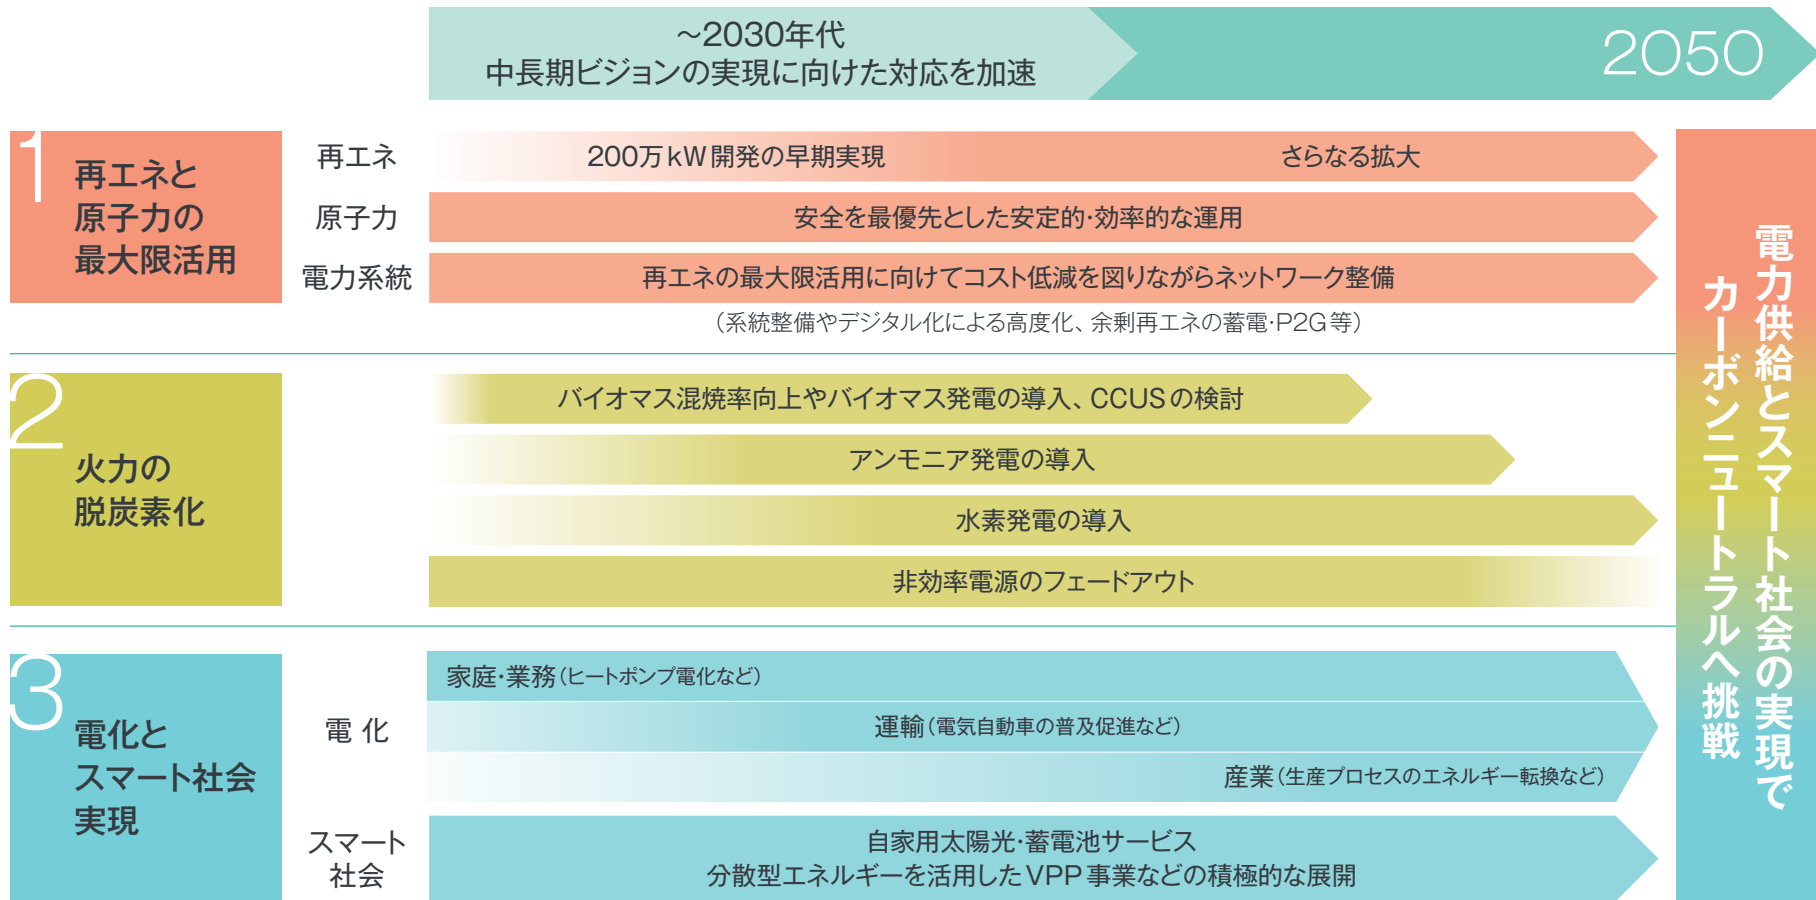 ～2030年代
中長期ビジョンの実現に向けた対応を加速
2050
1
再エネと
原子力の
最大限活用
再エネ
200万kW開発の早期実現
さらなる拡大
原子力
安全を最優先とした安定的・効率的な運用
電力系統
再エネの最大限活用に向けてコスト低減を図りながらネットワーク整備
（系統整備やデジタル化による高度化、余剰再エネの蓄電・P2G等）
2
火力の
脱炭素化
バイオマス混焼率向上やバイオマス発電の導入、CCUSの検討
アンモニア発電の導入
水素発電の導入
非効率電源のフェードアウト
3
電化と
スマート社会
実現
電 化
家庭・業務（ヒートポンプ電化など）
運輸（電気自動車の普及促進など）
産業（生産プロセスのエネルギー転換など）
スマート
社会
自家用太陽光・蓄電池サービス
分散型エネルギーを活用したVPP事業などの積極的な展開
電力供給とスマート社会の実現で
カーボンニュートラルへ挑戦